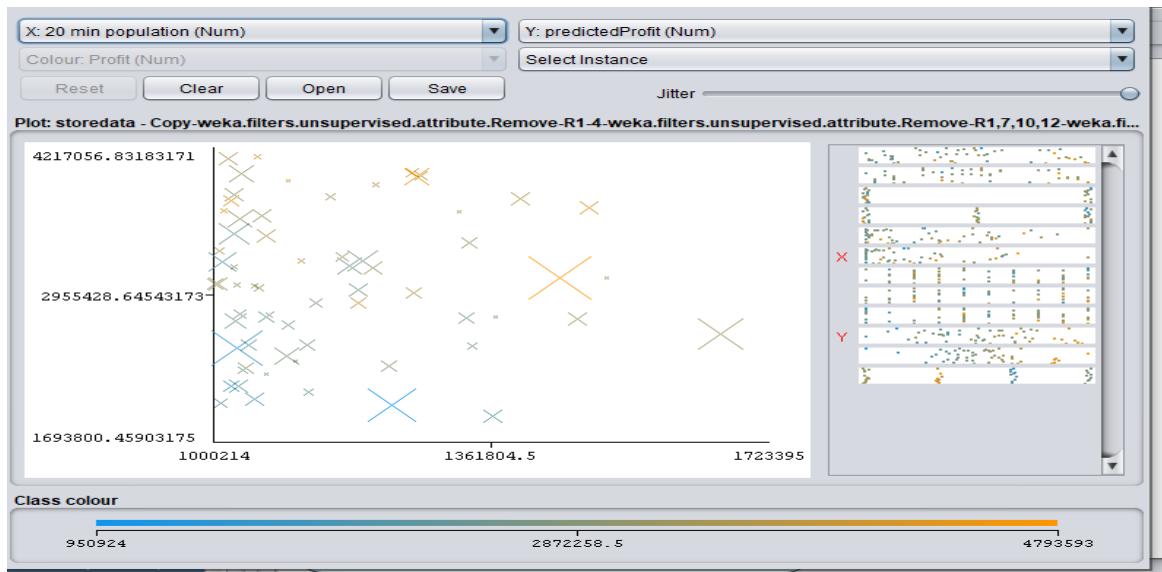 X: 20 min population (Num)
Y: predictedProfit (Num)
Colour: Profit (Num)
Select Instance
Reset
Clear
Open
Save
Jitter
Plot: storedata - Copy-weka.filters.unsupervised.attribute.Remove-R1-4-weka.filters.unsupervised.attribute.Remove-R1,7,10,12-weka.fi...
4217056.83183171
2955428.64543173
1693800.45903175
1000214
1361804.5
1723395
X
Y
Class colour
950924
2872258.5
4793593